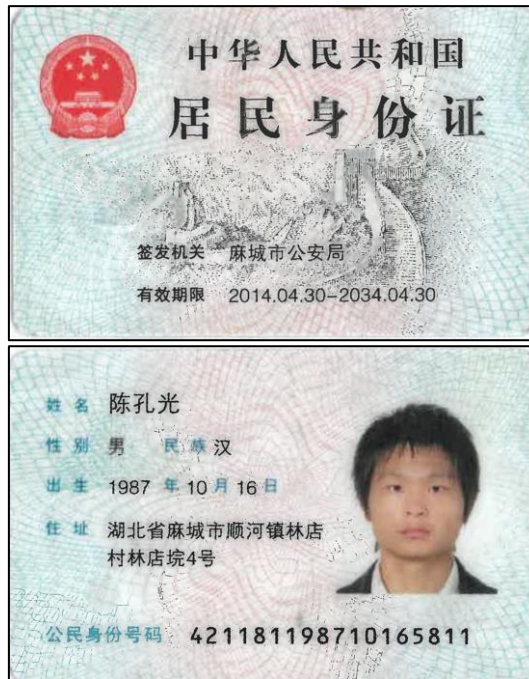 中华人民共和国
居民身份证
签发机关 麻城市公安局
有效期限 2014.04.30-2034.04.30
姓名 陈孔光
性别 男 民族 汉
出生 1987 年 10 月 16 日
住址 湖北省麻城市顺河镇林店
村林店垸4号
公民身份号码 421181198710165811